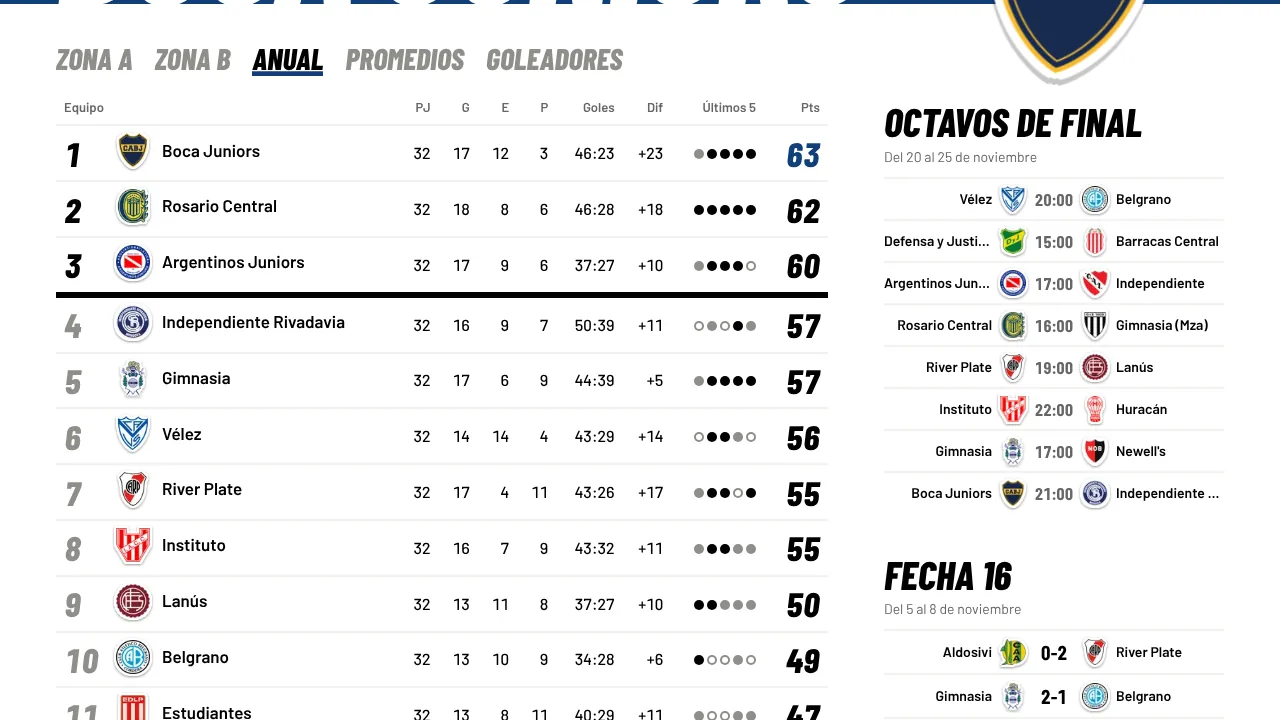 ZONA A ZONA B ANUAL PROMEDIOS GOLEADORES
Equipo PJ G E P Goles Dif Últimos 5 Pts
1 Boca Juniors 32 17 12 3 46:23 +23 63
2 Rosario Central 32 18 8 6 46:28 +18 62
3 Argentinos Juniors 32 17 9 6 37:27 +10 60
4 Independiente Rivadavia 32 16 9 7 50:39 +11 57
5 Gimnasia 32 17 6 9 44:39 +5 57
6 Vélez 32 14 14 4 43:29 +14 56
7 River Plate 32 17 4 11 43:26 +17 55
8 Instituto 32 16 7 9 43:32 +11 55
9 Lanús 32 13 11 8 37:27 +10 50
10 Belgrano 32 13 10 9 34:28 +6 49
11 Estudiantes 32 13 8 11 40:29 +11 47
OCTAVOS DE FINAL
Del 20 al 25 de noviembre
Vélez 20:00 Belgrano
Defensa y Justi... 15:00 Barracas Central
Argentinos Jun... 17:00 Independiente
Rosario Central 16:00 Gimnasia (Mza)
River Plate 19:00 Lanús
Instituto 22:00 Huracán
Gimnasia 17:00 Newell's
Boca Juniors 21:00 Independiente ...
FECHA 16
Del 5 al 8 de noviembre
Aldosivi 0-2 River Plate
Gimnasia 2-1 Belgrano